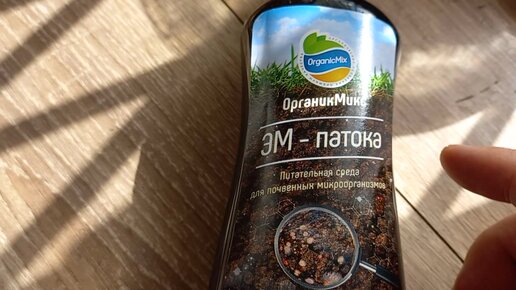 OrganicMix
ОрганикМикс
ЭМ - патока
Питательная среда
для почвенных микроорганизмов